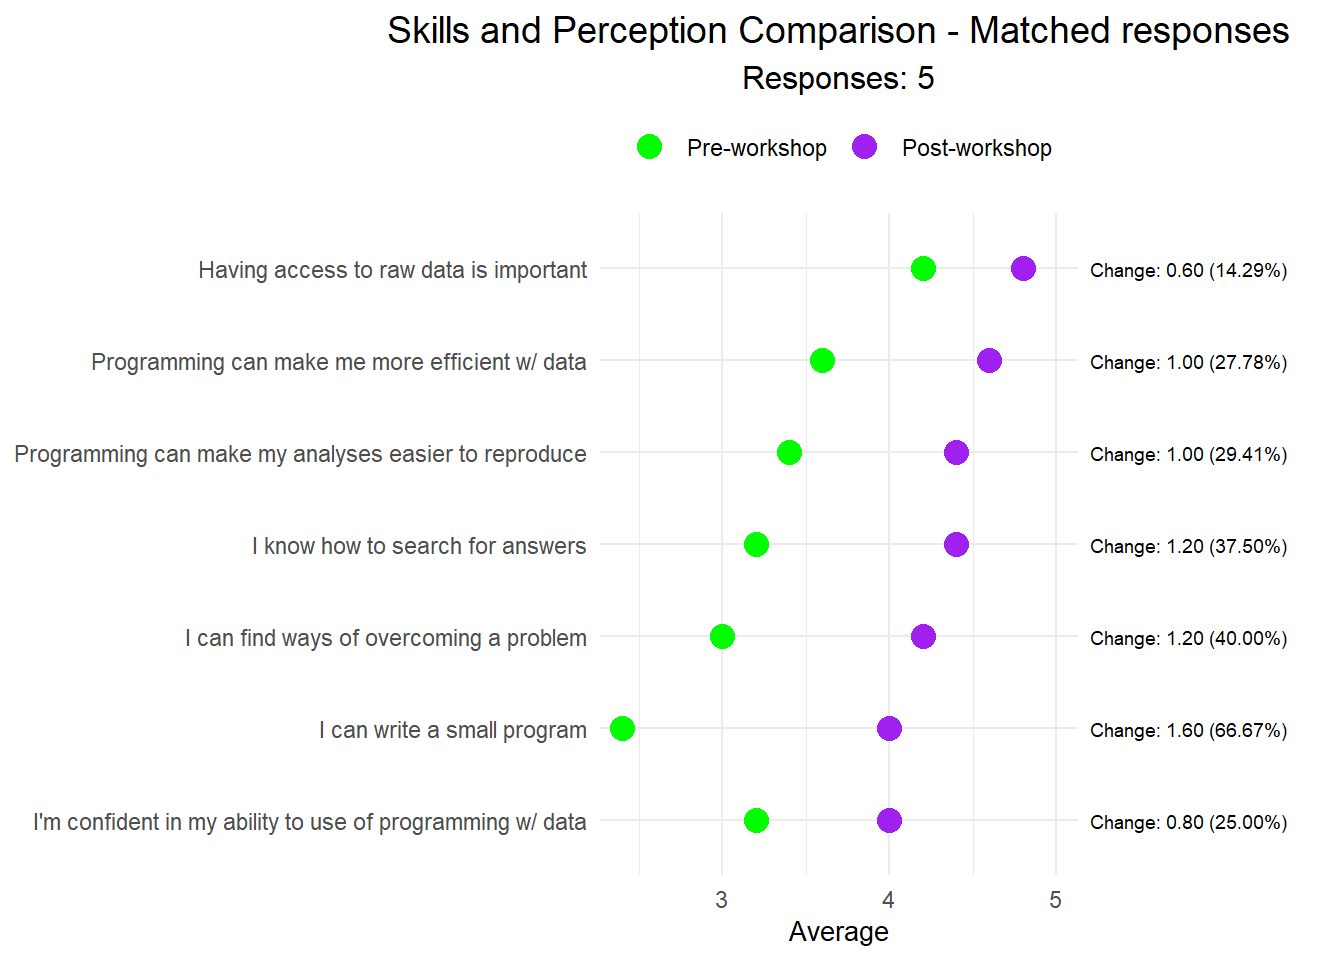 Skills and Perception Comparison - Matched responses
Responses: 5
Pre-workshop Post-workshop
Having access to raw data is important Change: 0.60 (14.29%)
Programming can make me more efficient w/ data Change: 1.00 (27.78%)
Programming can make my analyses easier to reproduce Change: 1.00 (29.41%)
I know how to search for answers Change: 1.20 (37.50%)
I can find ways of overcoming a problem Change: 1.20 (40.00%)
I can write a small program Change: 1.60 (66.67%)
I'm confident in my ability to use of programming w/ data Change: 0.80 (25.00%)
3 4 5
Average